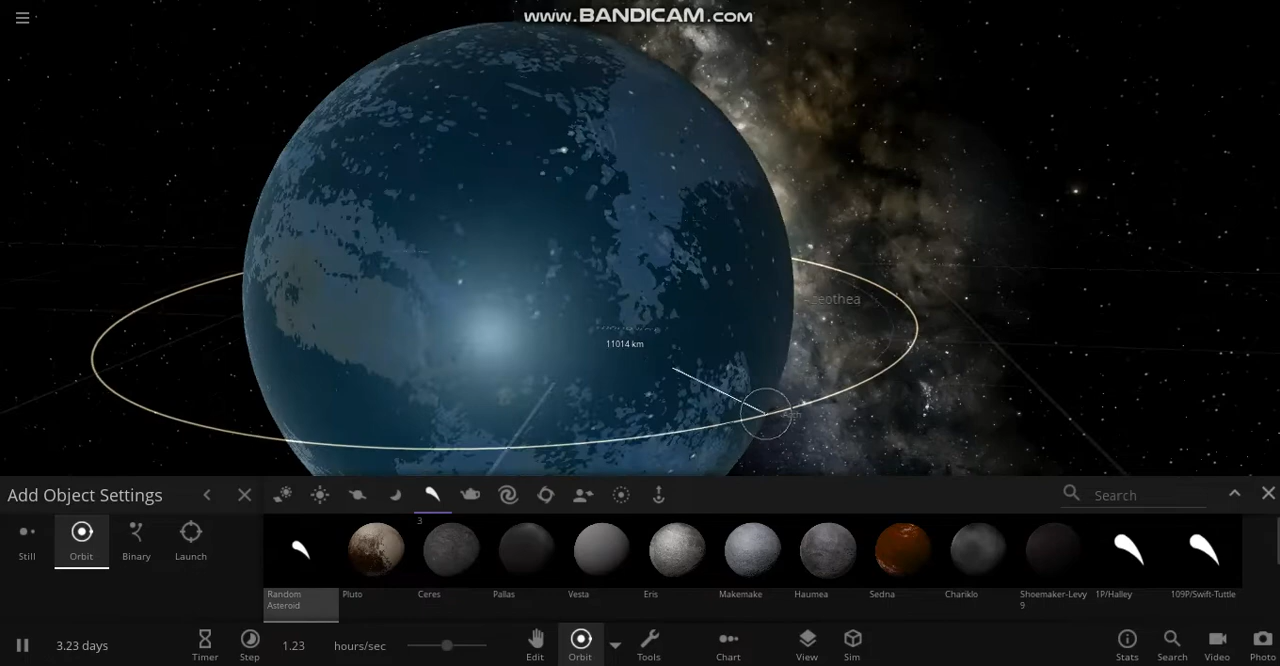 www.BANDICAM.com
11014 km
Add Object Settings
Search
3
Still
Orbit
Binary
Launch
Random
Asteroid
Pluto
Ceres
Pallas
Vesta
Eris
Makemake
Haumea
Sedna
Chariklo
Shoemaker-Levy
9
1P/Halley
109P/Swift-Tuttle
3.23 days
Timer
Step
1.23
hours/sec
Edit
Orbit
Tools
Chart
View
Sim
Stats
Search
Video
Photo